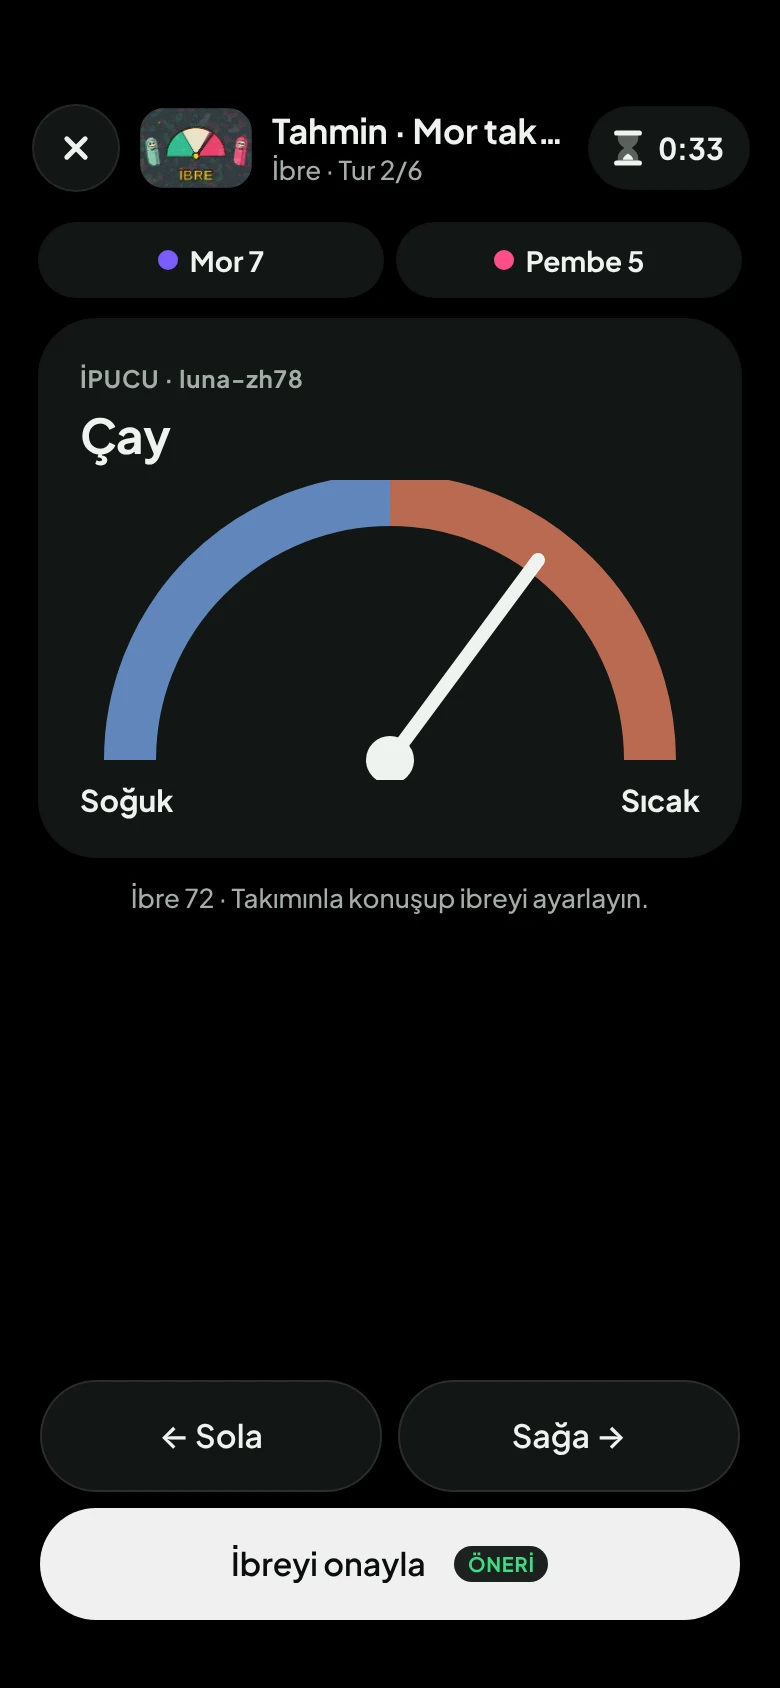 İBRE
Tahmin · Mor tak...
İbre · Tur 2/6
0:33
Mor 7
Pembe 5
İPUCU · luna-zh78
Çay
Soğuk
Sıcak
İbre 72 · Takımınla konuşup ibreyi ayarlayın.
← Sola
Sağa →
İbreyi onayla ÖNERİ